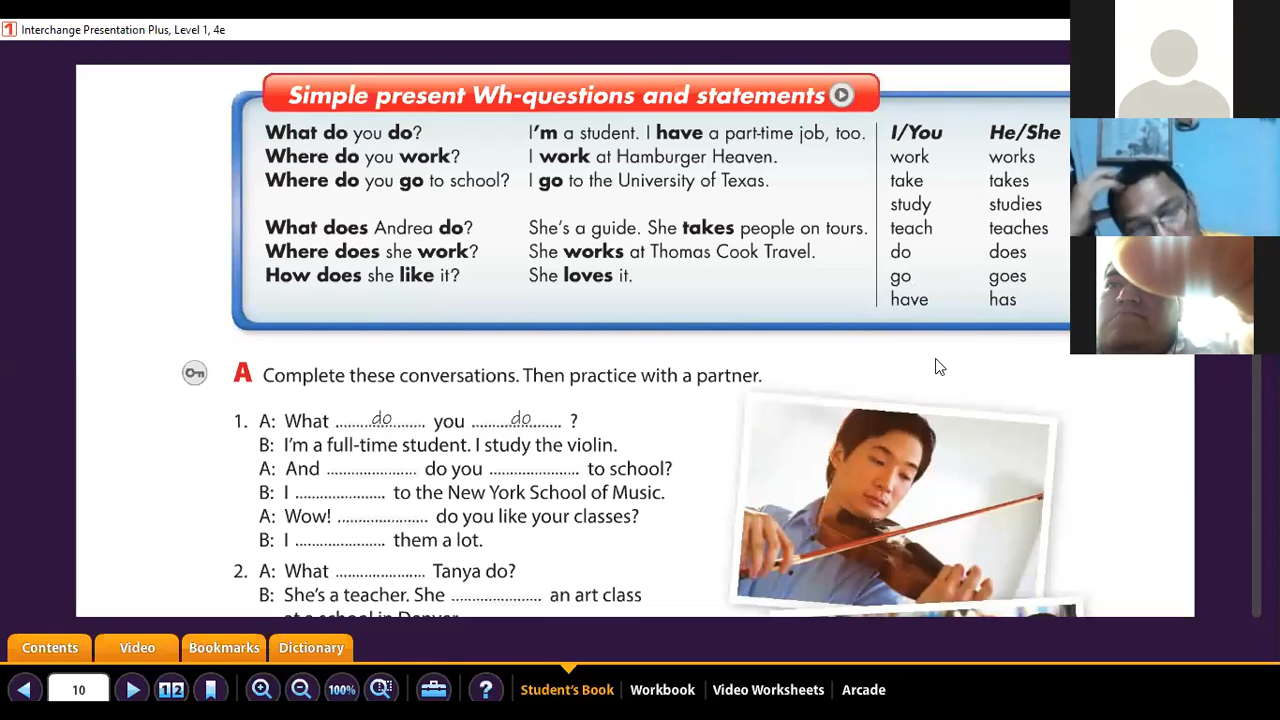 Interchange Presentation Plus, Level 1, 4e
Simple present Wh-questions and statements
What do you do? I'm a student. I have a part-time job, too. I/You He/She
Where do you work? I work at Hamburger Heaven. work works
Where do you go to school? I go to the University of Texas. take takes
study studies
What does Andrea do? She's a guide. She takes people on tours. teach teaches
Where does she work? She works at Thomas Cook Travel. do does
How does she like it? She loves it. go goes
have has
A Complete these conversations. Then practice with a partner.
1. A: What ........do........ you ........do........ ?
B: I'm a full-time student. I study the violin.
A: And ...................... do you ...................... to school?
B: I ...................... to the New York School of Music.
A: Wow! ...................... do you like your classes?
B: I ...................... them a lot.
2. A: What ...................... Tanya do?
B: She's a teacher. She ...................... an art class
at a school in Denver.
Contents Video Bookmarks Dictionary
10 12 100% ? Student's Book Workbook Video Worksheets Arcade